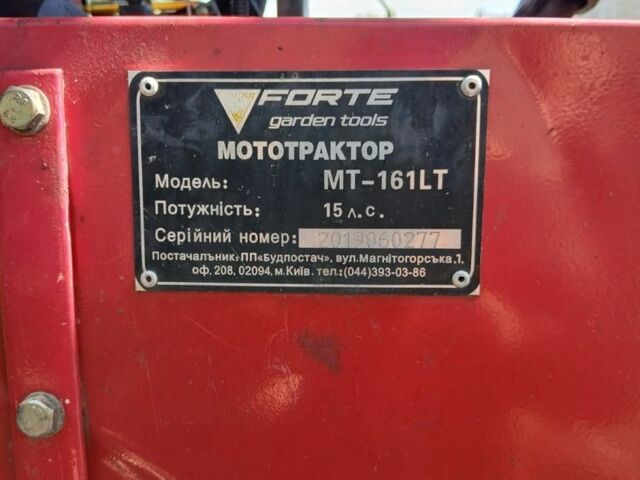 FORTE
garden tools
МОТОТРАКТОР
Модель: МТ-161LT
Потужність: 15 л.с.
Серійний номер: 2019060277
Постачальник: ПП«Будпостач», вул.Магнітогорська.1,
оф.208, 02094, м.Київ. тел.:(044)393-03-86